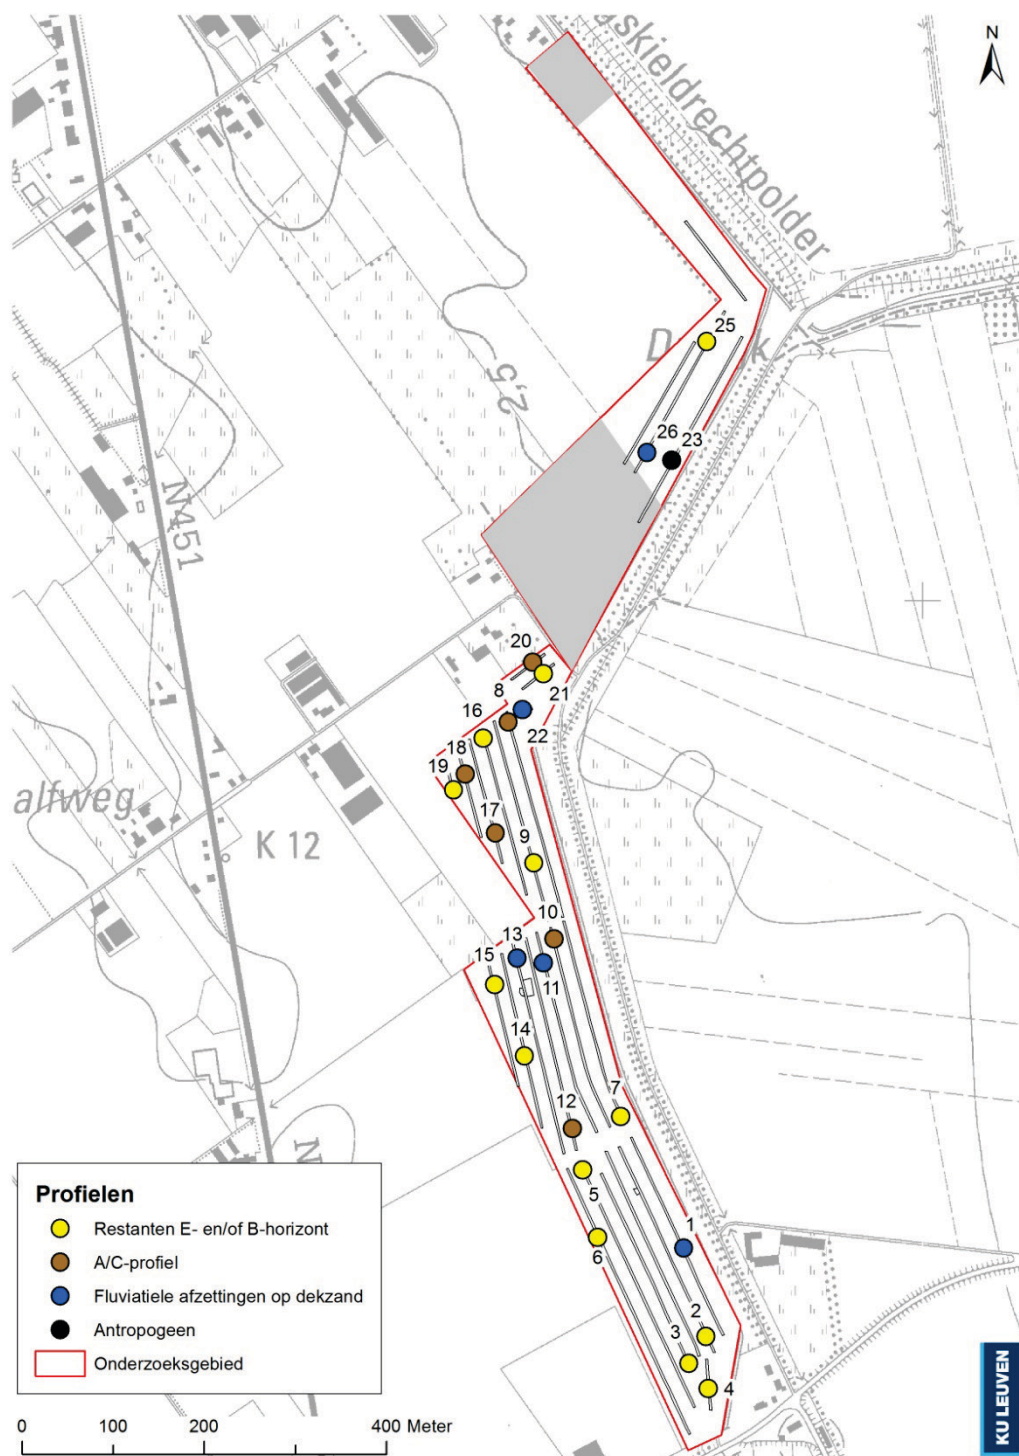 N
skieldrechtpolder
25
D
k
2,5
26
23
N451
20
8
21
16
22
18
19
alfweg
17
9
K 12
10
13
15
11
14
7
12
5
1
6
2
3
4
N
Profielen
Restanten E- en/of B-horizont
A/C-profiel
Fluviatiele afzettingen op dekzand
Antropogeen
Onderzoeksgebied
0 100 200 400 Meter
KU LEUVEN